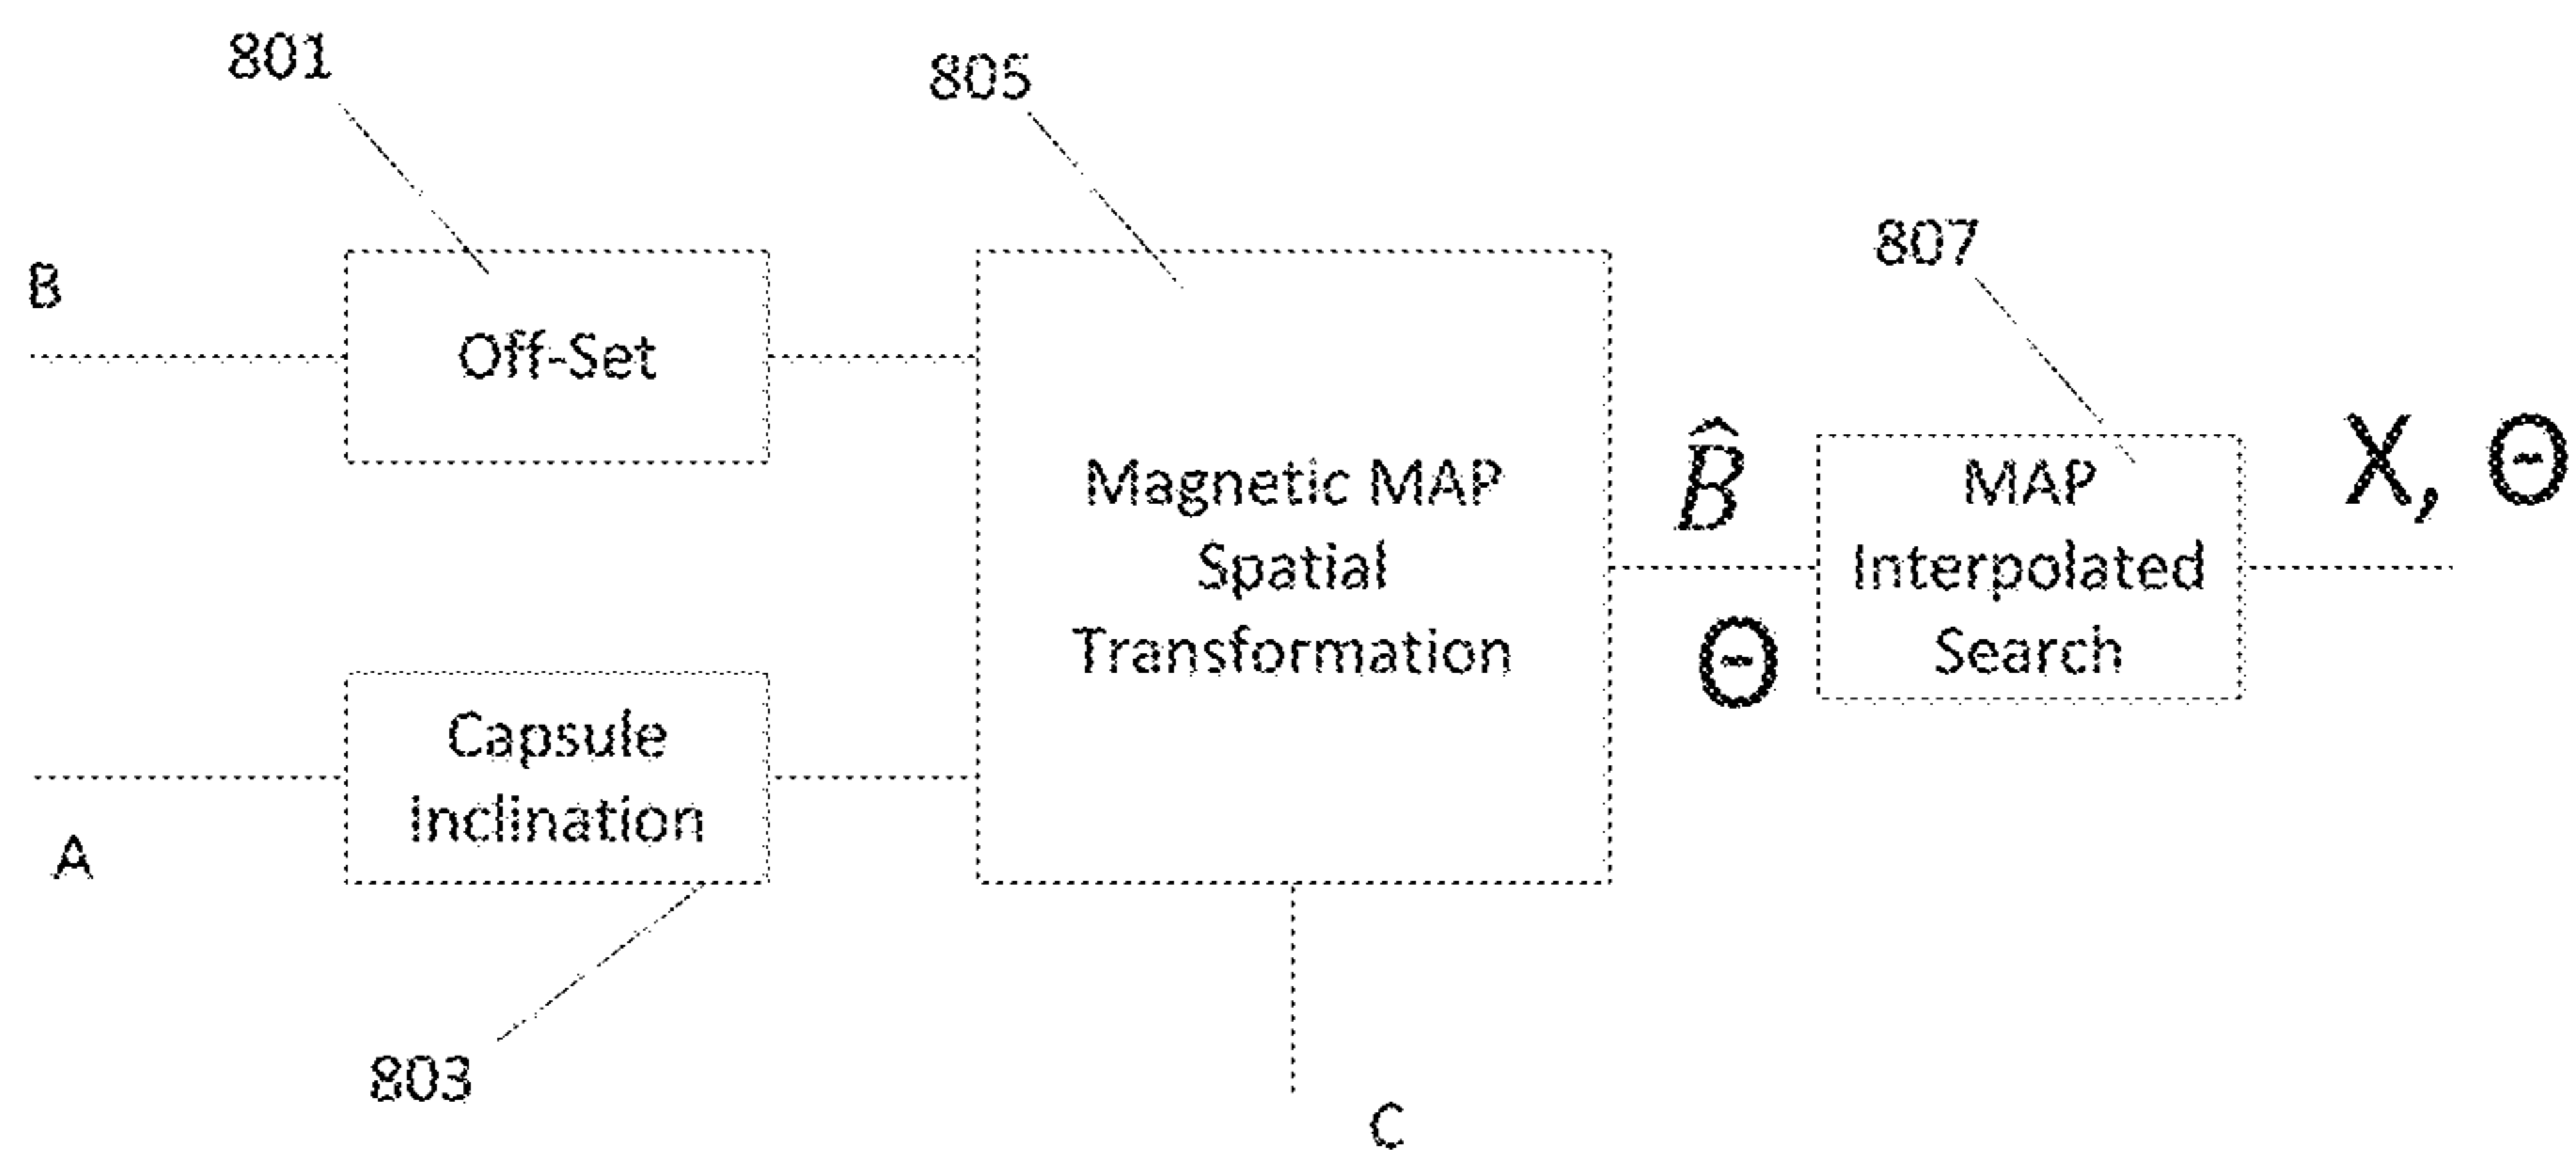 801
805
807
B
Off-Set
B̂
X, Θ
Magnetic MAP
Spatial
Transformation
MAP
Interpolated
Search
Θ
Capsule
Inclination
A
803
C